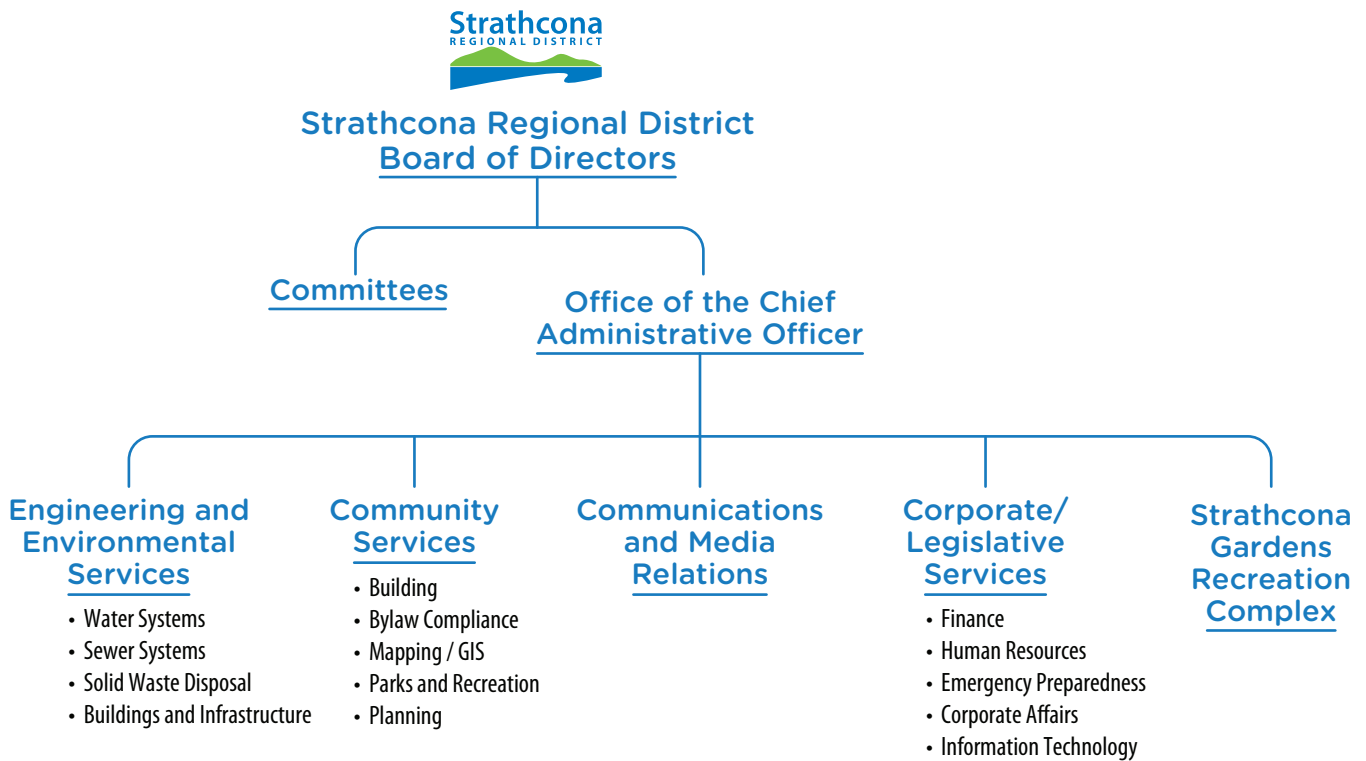 Strathcona
REGIONAL DISTRICT
Strathcona Regional District
Board of Directors
Committees
Office of the Chief
Administrative Officer
Engineering and
Environmental
Services
• Water Systems
• Sewer Systems
• Solid Waste Disposal
• Buildings and Infrastructure
Community
Services
• Building
• Bylaw Compliance
• Mapping / GIS
• Parks and Recreation
• Planning
Communications
and Media
Relations
Corporate/
Legislative
Services
• Finance
• Human Resources
• Emergency Preparedness
• Corporate Affairs
• Information Technology
Strathcona
Gardens
Recreation
Complex